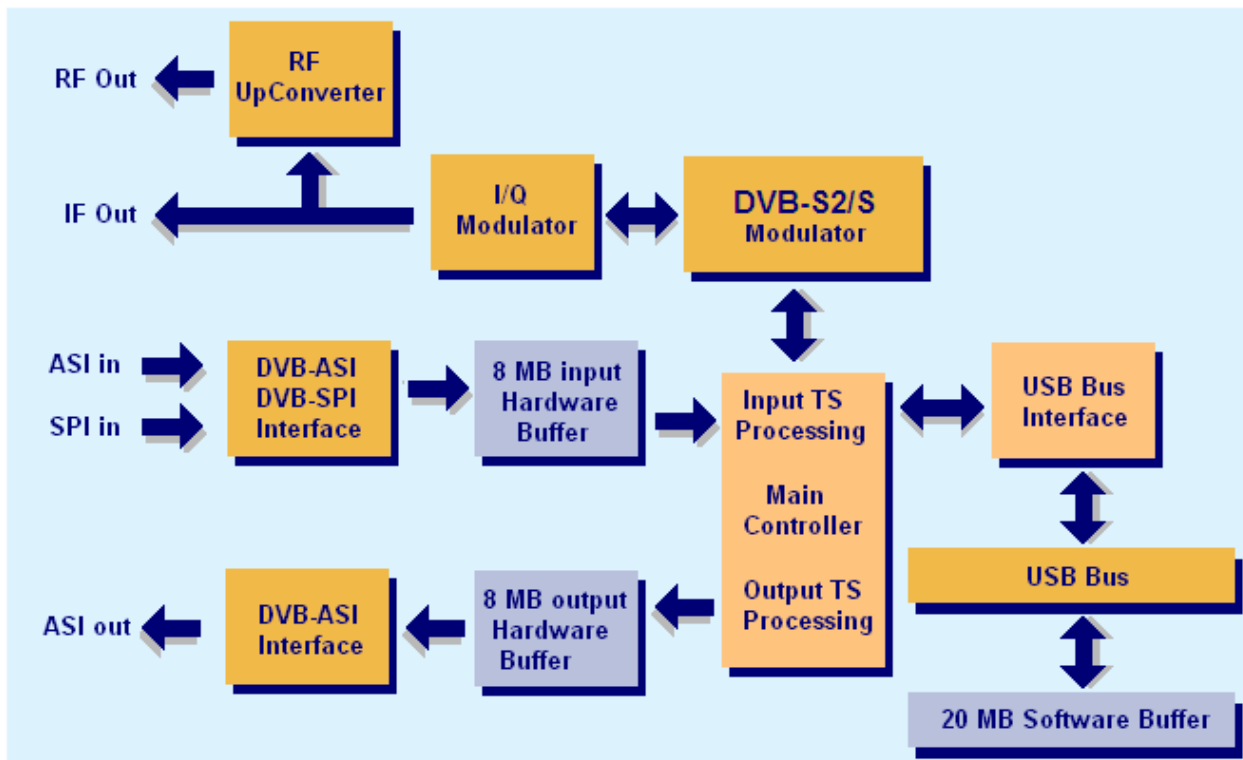 RF Out
RF
UpConverter
IF Out
I/Q
Modulator
DVB-S2/S
Modulator
ASI in
SPI in
DVB-ASI
DVB-SPI
Interface
8 MB input
Hardware
Buffer
Input TS
Processing
Main
Controller
Output TS
Processing
USB Bus
Interface
USB Bus
20 MB Software Buffer
ASI out
DVB-ASI
Interface
8 MB output
Hardware
Buffer